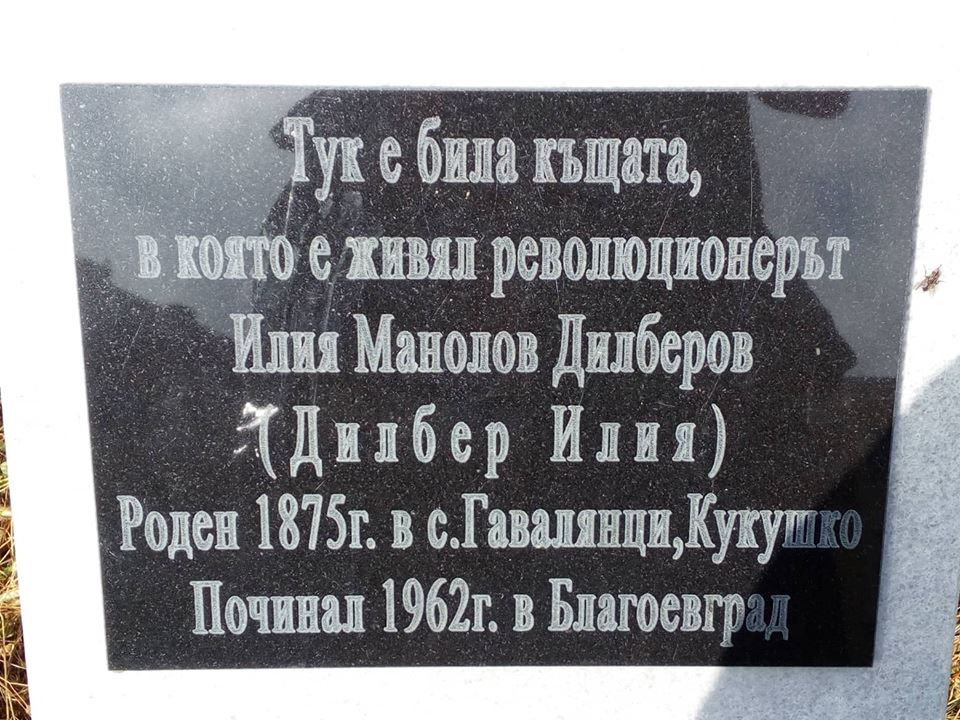 Тук е била къщата,
в която е живял революционерът
Илия Манолов Дилберов
(Дилбер Илия)
Роден 1875г. в с.Гавалянци,Кукушко
Починал 1962г. в Благоевград